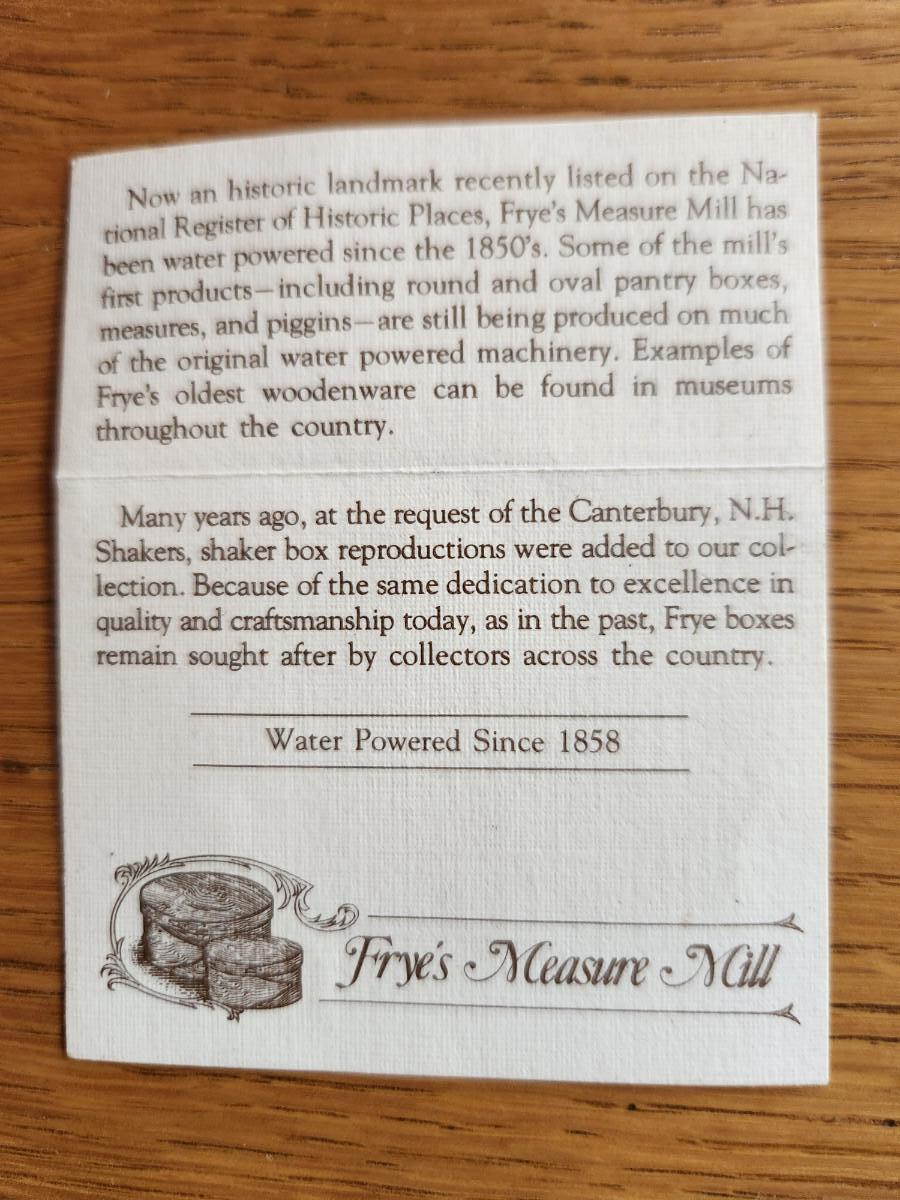 Now an historic landmark recently listed on the Na-
tional Register of Historic Places, Frye's Measure Mill has
been water powered since the 1850's. Some of the mill's
first products—including round and oval pantry boxes,
measures, and piggins—are still being produced on much
of the original water powered machinery. Examples of
Frye's oldest woodenware can be found in museums
throughout the country.
Many years ago, at the request of the Canterbury, N.H.
Shakers, shaker box reproductions were added to our col-
lection. Because of the same dedication to excellence in
quality and craftsmanship today, as in the past, Frye boxes
remain sought after by collectors across the country.
Water Powered Since 1858
Frye's Measure Mill